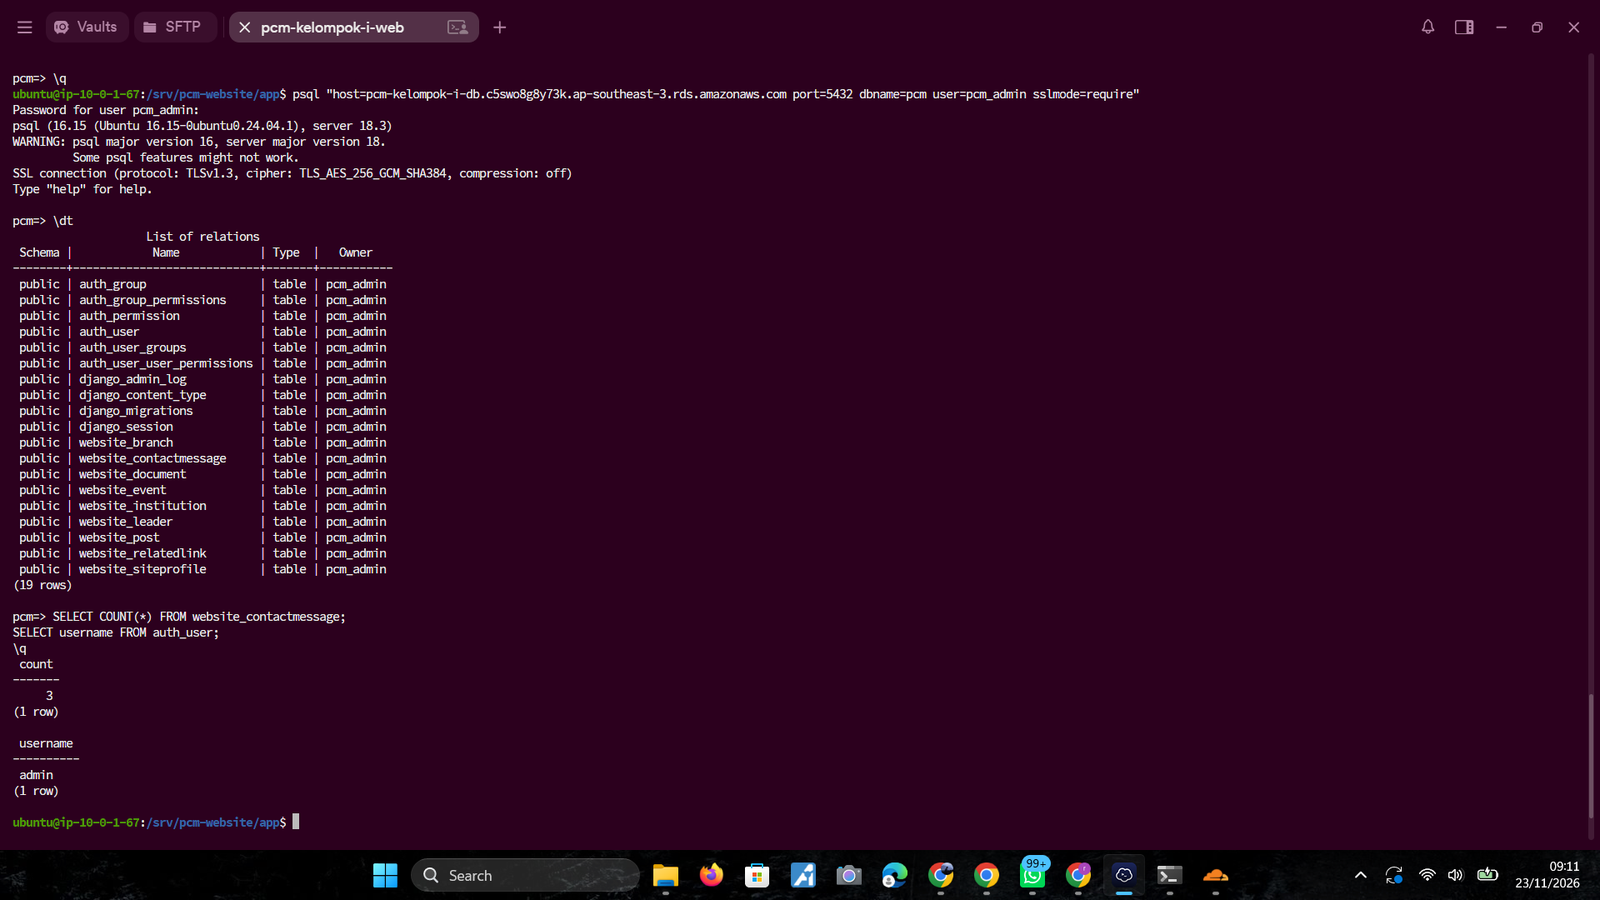 Vaults
SFTP
pcm-kelompok-i-web
pcm=> \q
ubuntu@ip-10-0-1-67:/srv/pcm-website/app$ psql "host=pcm-kelompok-i-db.c5swo8g8y73k.ap-southeast-3.rds.amazonaws.com port=5432 dbname=pcm user=pcm_admin sslmode=require"
Password for user pcm_admin:
psql (16.15 (Ubuntu 16.15-0ubuntu0.24.04.1), server 18.3)
WARNING: psql major version 16, server major version 18.
         Some psql features might not work.
SSL connection (protocol: TLSv1.3, cipher: TLS_AES_256_GCM_SHA384, compression: off)
Type "help" for help.
pcm=> \dt
                    List of relations
 Schema |            Name            | Type  |   Owner
--------+----------------------------+-------+-----------
 public | auth_group                 | table | pcm_admin
 public | auth_group_permissions     | table | pcm_admin
 public | auth_permission            | table | pcm_admin
 public | auth_user                  | table | pcm_admin
 public | auth_user_groups           | table | pcm_admin
 public | auth_user_user_permissions | table | pcm_admin
 public | django_admin_log           | table | pcm_admin
 public | django_content_type        | table | pcm_admin
 public | django_migrations          | table | pcm_admin
 public | django_session             | table | pcm_admin
 public | website_branch             | table | pcm_admin
 public | website_contactmessage     | table | pcm_admin
 public | website_document           | table | pcm_admin
 public | website_event              | table | pcm_admin
 public | website_institution        | table | pcm_admin
 public | website_leader             | table | pcm_admin
 public | website_post               | table | pcm_admin
 public | website_relatedlink        | table | pcm_admin
 public | website_siteprofile        | table | pcm_admin
(19 rows)
pcm=> SELECT COUNT(*) FROM website_contactmessage;
SELECT username FROM auth_user;
\q
 count
-------
     3
(1 row)
 username
----------
 admin
(1 row)
ubuntu@ip-10-0-1-67:/srv/pcm-website/app$
Search
99+
09:11
23/11/2026